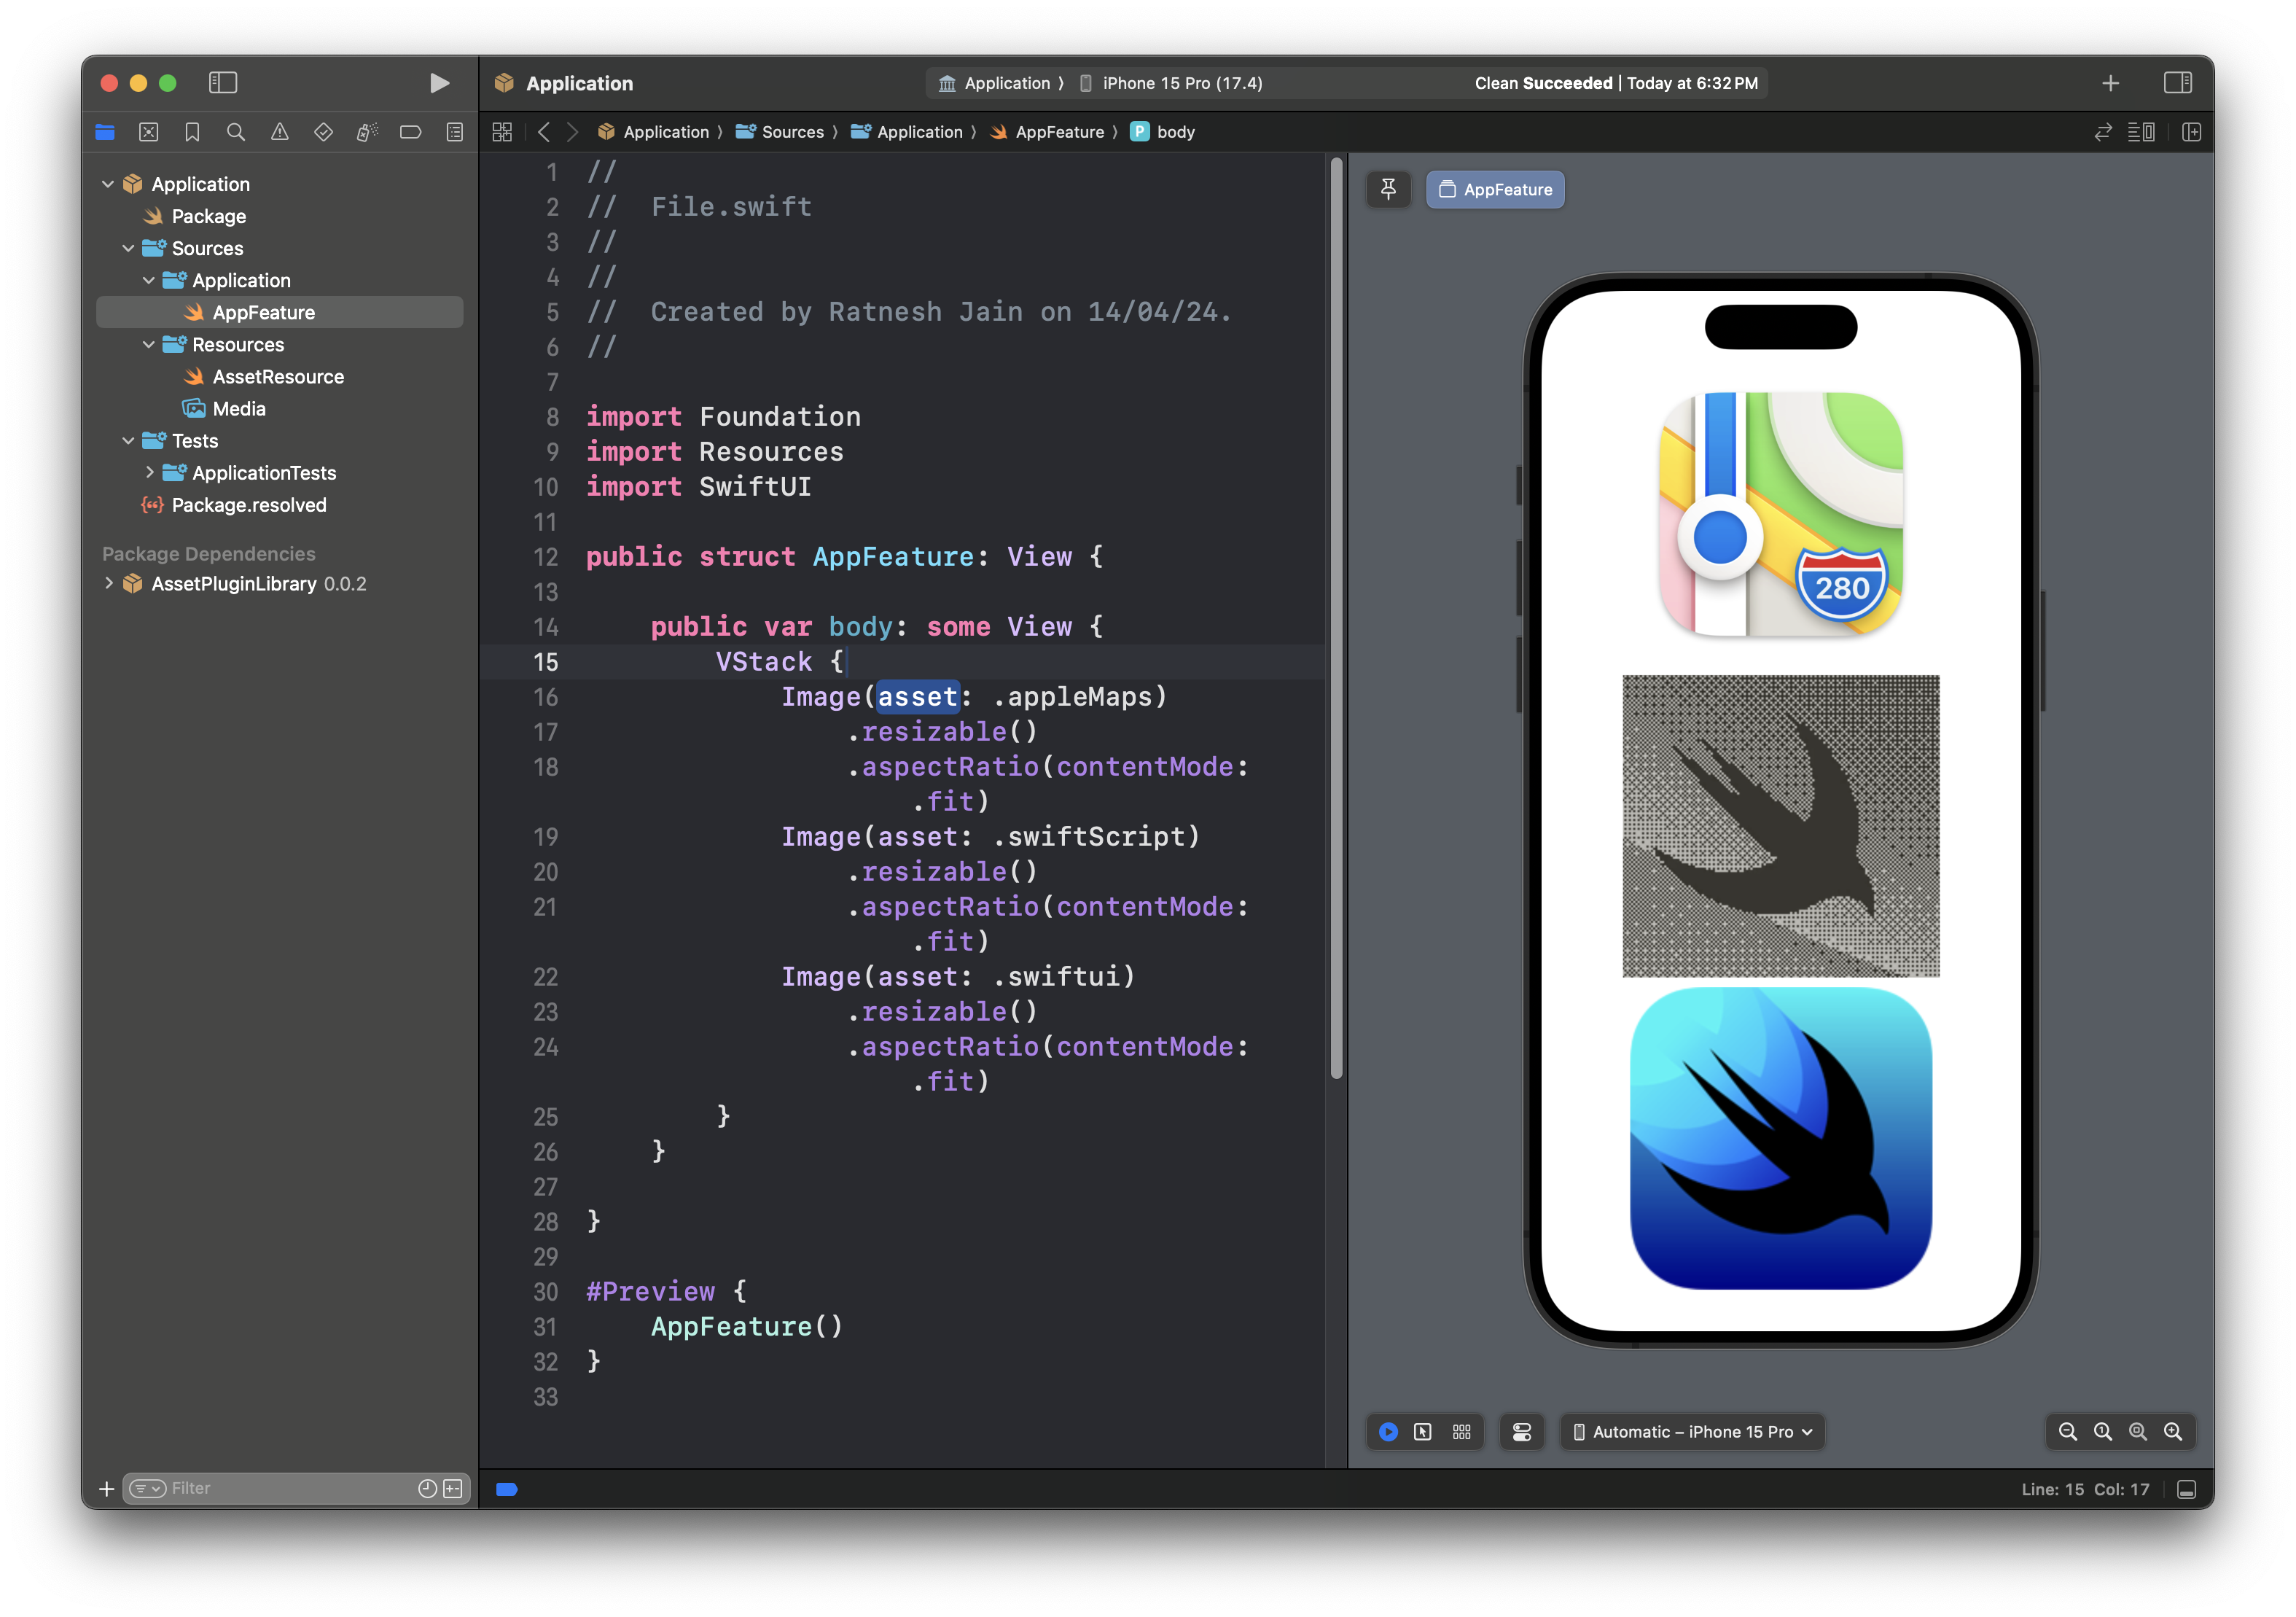 Application
Application ⟩ iPhone 15 Pro (17.4)
Clean Succeeded | Today at 6:32 PM
Application ⟩ Sources ⟩ Application ⟩ AppFeature ⟩ P body
Application
Package
Sources
Application
AppFeature
Resources
AssetResource
Media
Tests
ApplicationTests
Package.resolved
Package Dependencies
AssetPluginLibrary 0.0.2
Filter
1 //
2 //  File.swift
3 //
4 //
5 //  Created by Ratnesh Jain on 14/04/24.
6 //
7
8 import Foundation
9 import Resources
10 import SwiftUI
11
12 public struct AppFeature: View {
13
14     public var body: some View {
15         VStack {
16             Image(asset: .appleMaps)
17                 .resizable()
18                 .aspectRatio(contentMode:
                    .fit)
19             Image(asset: .swiftScript)
20                 .resizable()
21                 .aspectRatio(contentMode:
                    .fit)
22             Image(asset: .swiftui)
23                 .resizable()
24                 .aspectRatio(contentMode:
                    .fit)
25         }
26     }
27
28 }
29
30 #Preview {
31     AppFeature()
32 }
33
AppFeature
280
Automatic – iPhone 15 Pro
Line: 15 Col: 17